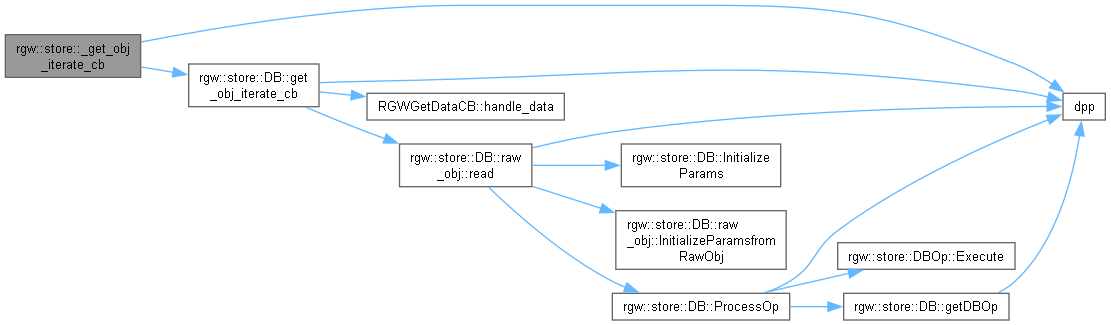 rgw::store::_get_obj
_iterate_cb
rgw::store::DB::get
_obj_iterate_cb
RGWGetDataCB::handle_data
dpp
rgw::store::DB::raw
_obj::read
rgw::store::DB::Initialize
Params
rgw::store::DB::raw
_obj::InitializeParamsfrom
RawObj
rgw::store::DBOp::Execute
rgw::store::DB::ProcessOp
rgw::store::DB::getDBOp